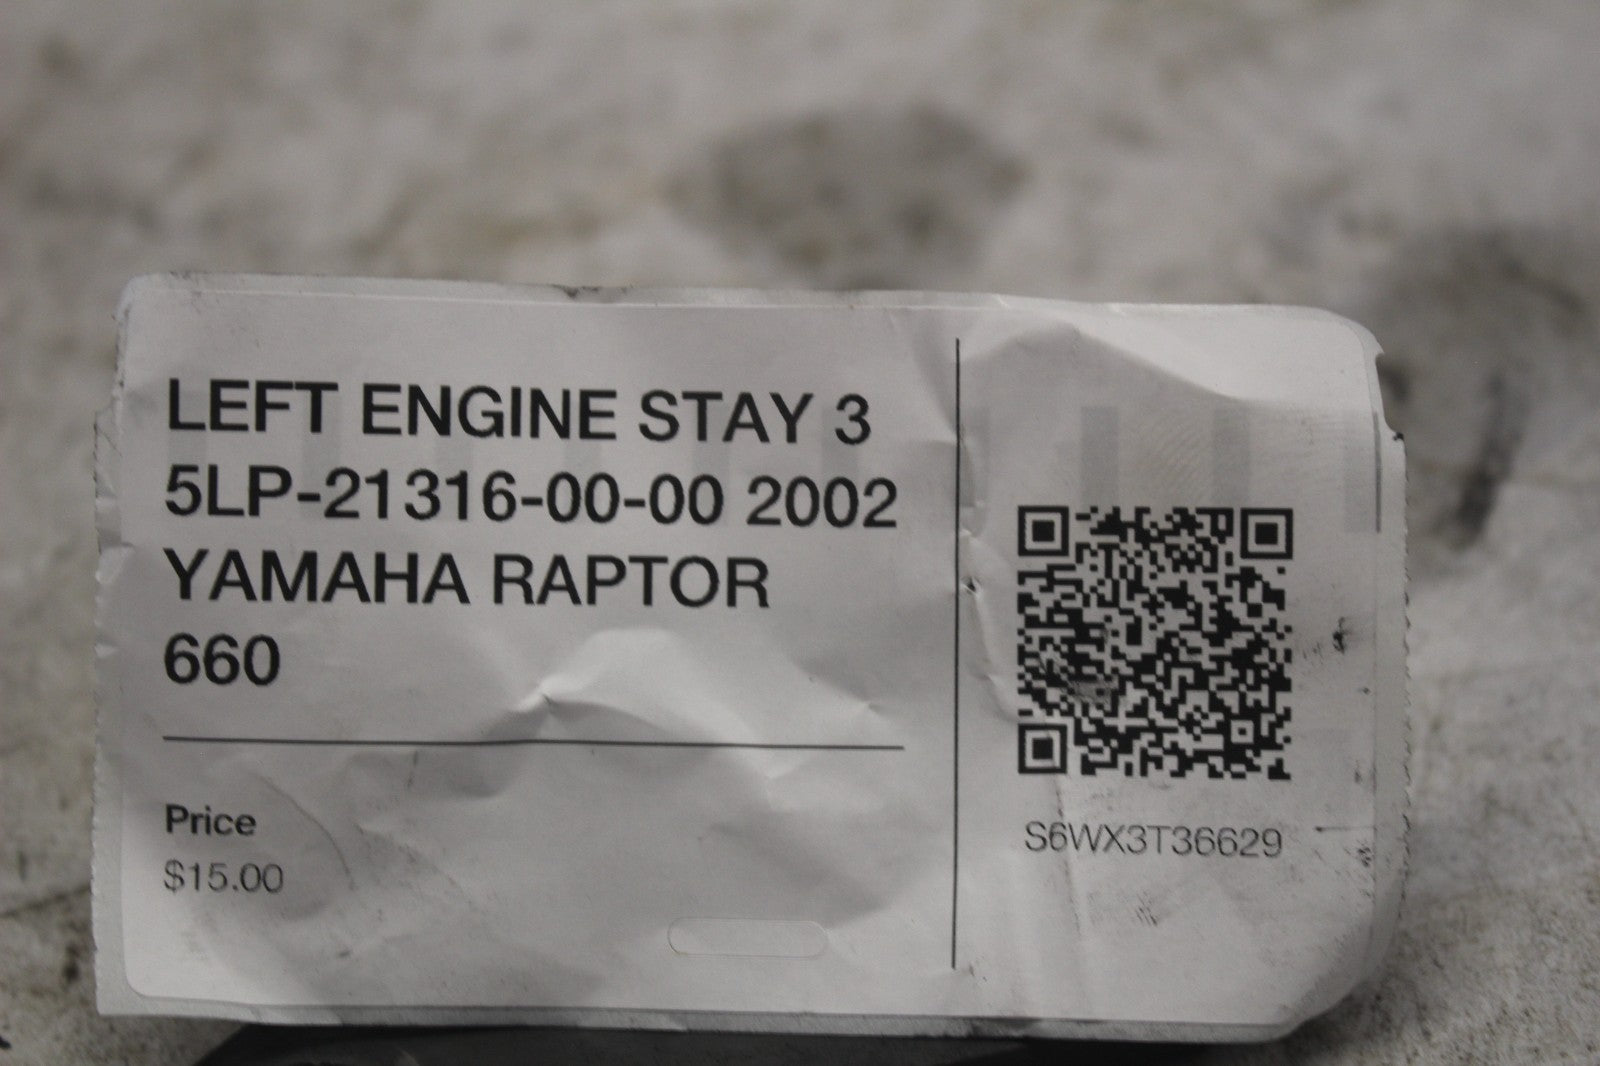 LEFT ENGINE STAY 3
5LP-21316-00-00 2002
YAMAHA RAPTOR
660
Price
$15.00
S6WX3T36629